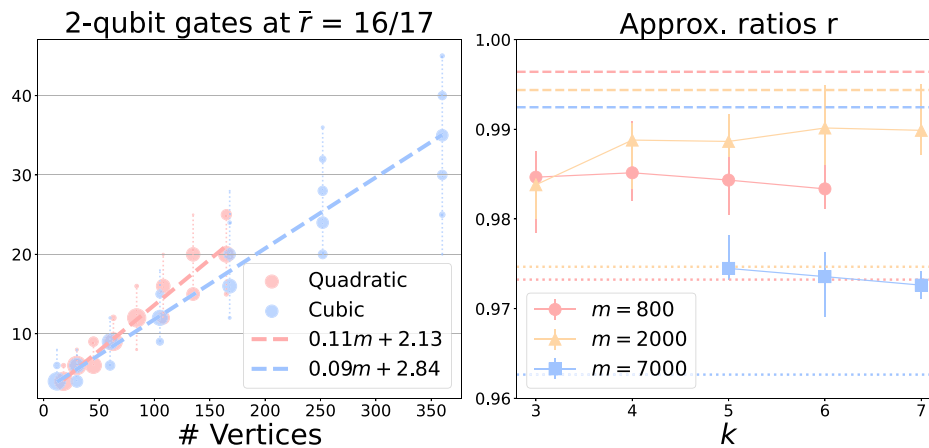 2-qubit gates at r̄ = 16/17
40
30
20
10
0
50
100
150
200
250
300
350
# Vertices
Quadratic
Cubic
0.11m + 2.13
0.09m + 2.84
Approx. ratios r
1.00
0.99
0.98
0.97
0.96
3
4
5
6
7
k
m = 800
m = 2000
m = 7000